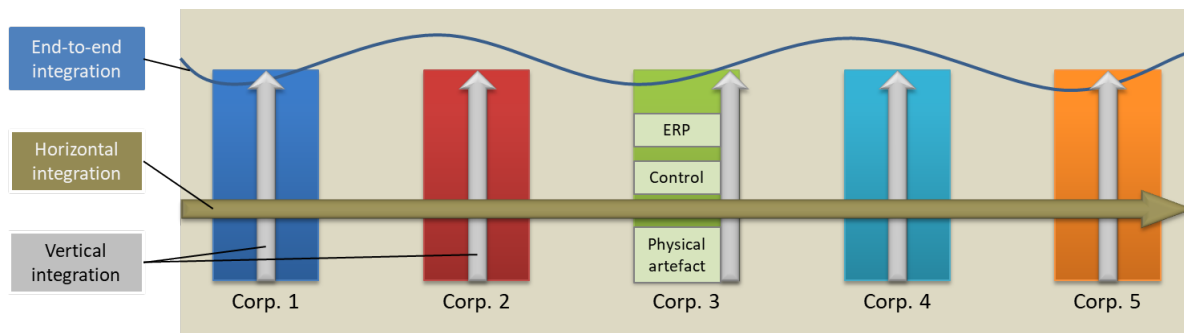 End-to-end
integration
Horizontal
integration
Vertical
integration
ERP
Control
Physical
artefact
Corp. 1
Corp. 2
Corp. 3
Corp. 4
Corp. 5